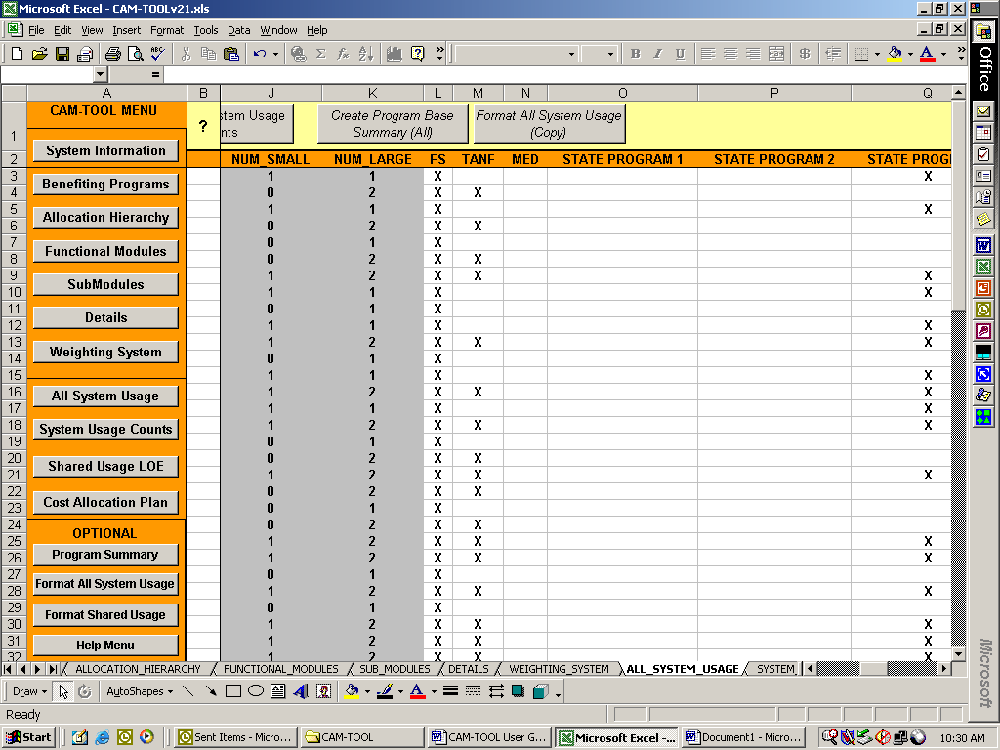 Microsoft Excel - CAM-TOOLv21.xls
File Edit View Insert Format Tools Data Window Help
Office
B I U $
=
A B J K L M N O P Q
1 CAM-TOOL MENU ? stem Usage nts Create Program Base Summary (All) Format All System Usage (Copy)
System Information
2 NUM_SMALL NUM_LARGE FS TANF MED STATE PROGRAM 1 STATE PROGRAM 2 STATE PROG
3 1 1 X X
Benefiting Programs
4 0 2 X X
5 1 1 X X
Allocation Hierarchy
6 0 2 X X
7 0 1 X
Functional Modules
8 0 2 X X
9 1 2 X X X
SubModules
10 1 1 X X
11 0 1 X
Details
12 1 1 X X
13 1 2 X X X
Weighting System
14 0 1 X
15 1 1 X X
16 1 2 X X X
All System Usage
17 1 1 X X
18 1 2 X X X
System Usage Counts
19 0 1 X
20 0 2 X X
Shared Usage LOE
21 1 2 X X X
22 0 2 X X
Cost Allocation Plan
23 0 1 X
24 0 2 X X
OPTIONAL
25 1 2 X X X
Program Summary
26 1 2 X X X
27 0 1 X
Format All System Usage
28 1 2 X X X
29 0 1 X
Format Shared Usage
30 1 2 X X X
31 1 2 X X X
Help Menu
32 1 2 X X X
ALLOCATION_HIERARCHY FUNCTIONAL_MODULES SUB_MODULES DETAILS WEIGHTING_SYSTEM ALL_SYSTEM_USAGE SYSTEM_
Microsoft
Draw AutoShapes
Ready
Start Sent Items - Micro... CAM-TOOL CAM-TOOL User G... Microsoft Excel -... Document1 - Micro... 10:30 AM